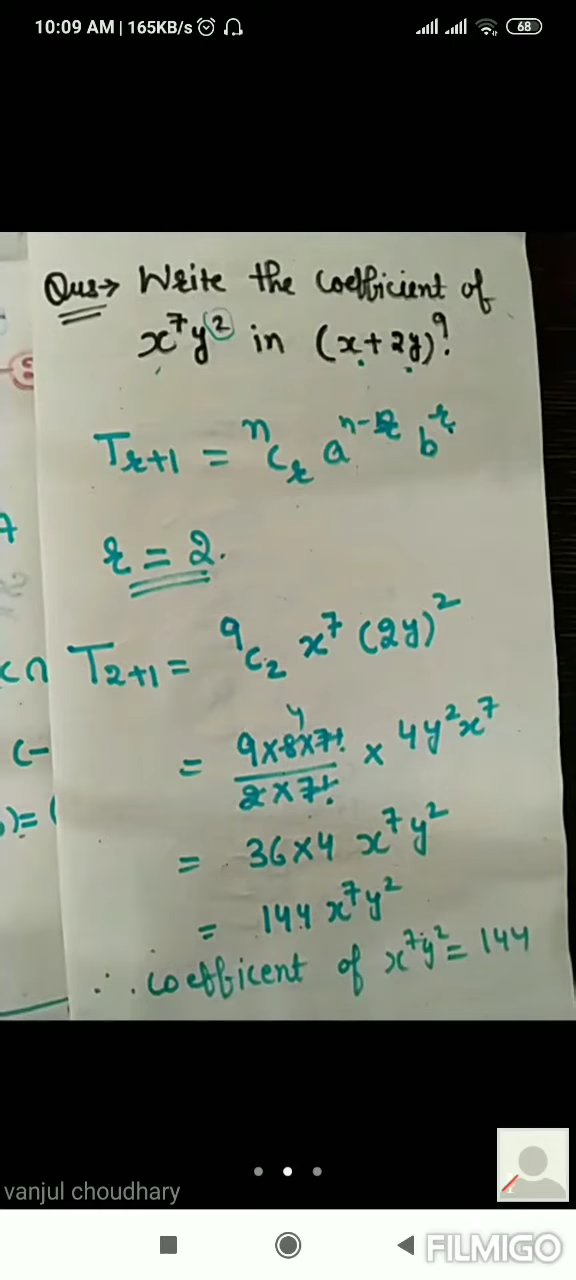 10:09 AM | 165KB/s 68
Ques → Write the coefficient of
x⁷y² in (x+2y)⁹?
Tᵣ₊₁ = ⁿCᵣ aⁿ⁻ʳ bʳ
r = 2.
T₂₊₁ = ⁹C₂ x⁷ (2y)²
4
= 9×8×7! / 2×7! × 4y²x⁷
= 36×4 x⁷y²
= 144 x⁷y²
∴ coefficent of x⁷y² = 144
vanjul choudhary
FILMIGO